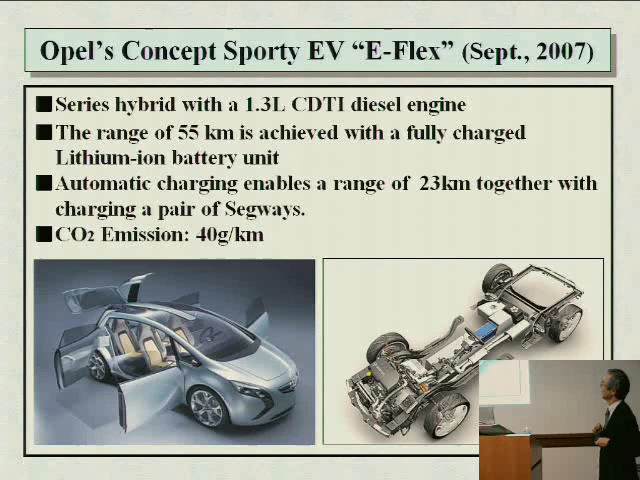 Opel's Concept Sporty EV “E-Flex” (Sept., 2007)
Series hybrid with a 1.3L CDTI diesel engine
The range of 55 km is achieved with a fully charged
Lithium-ion battery unit
Automatic charging enables a range of 23km together with
charging a pair of Segways.
CO2 Emission: 40g/km